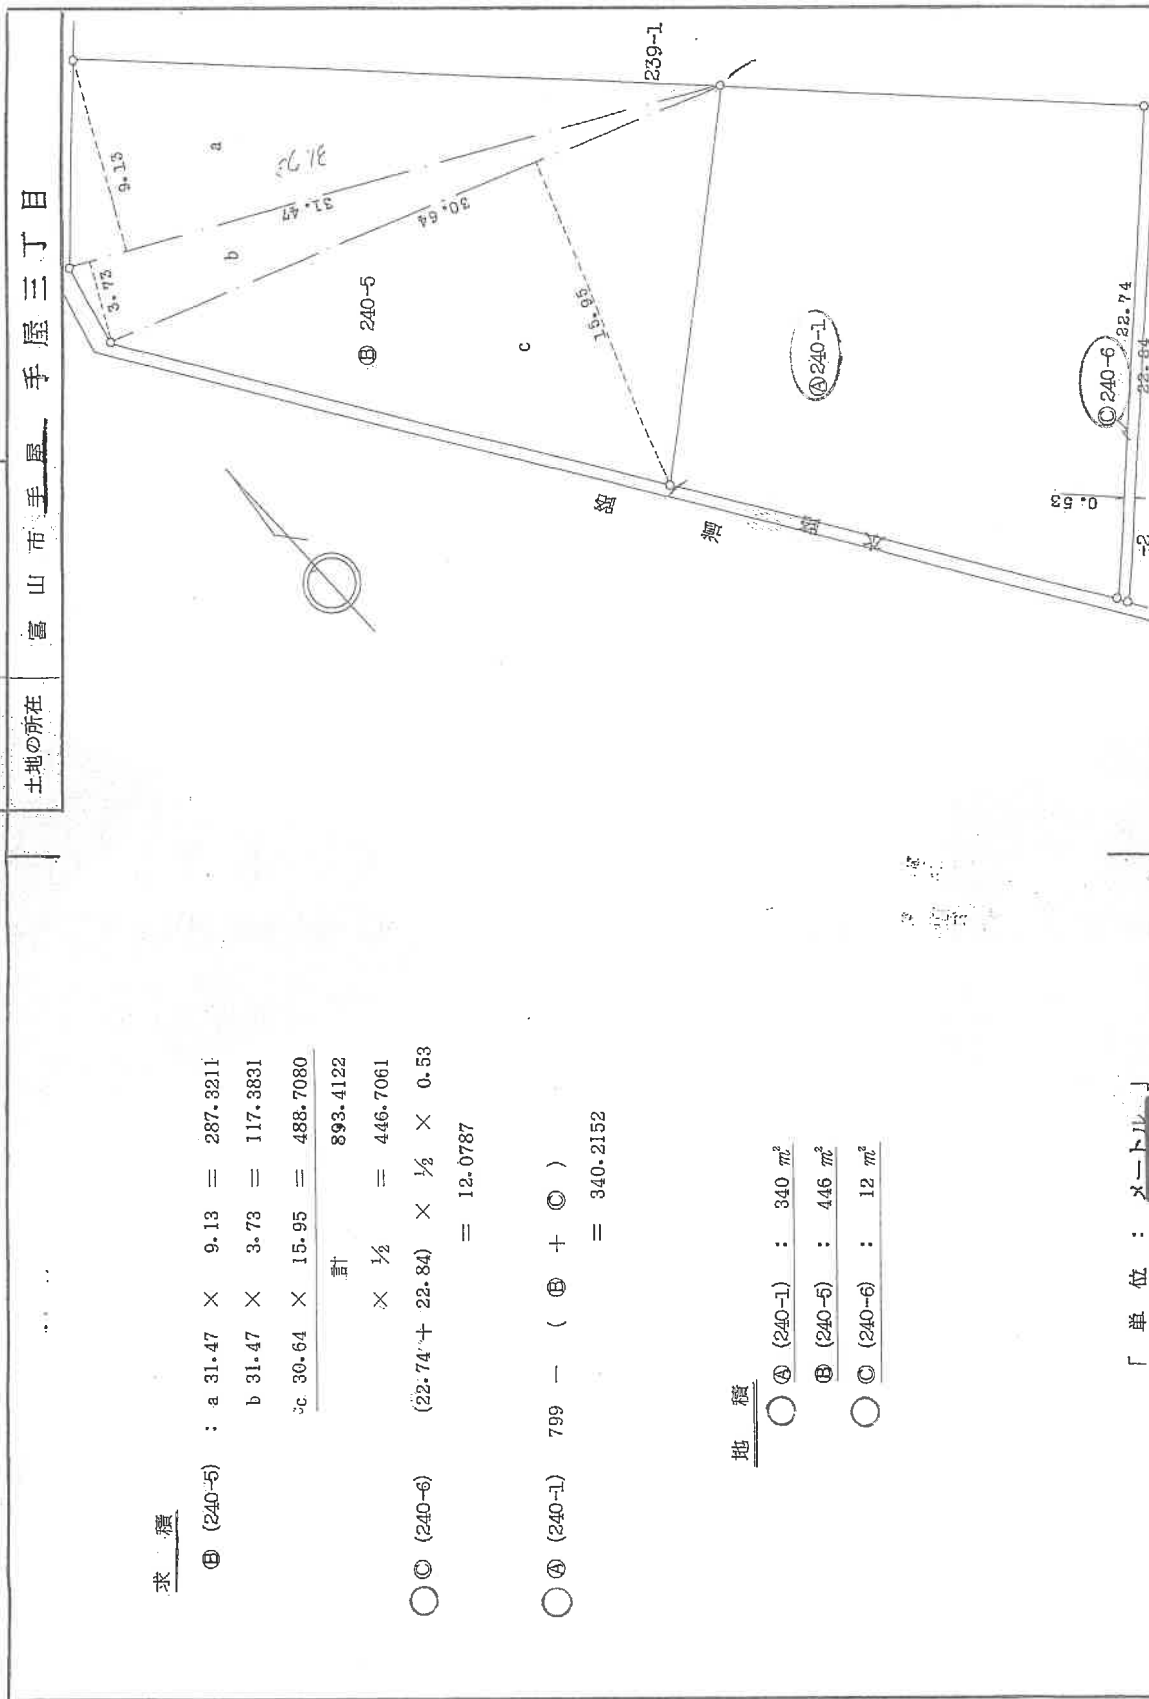 土地の所在 富山市手屋 手屋三丁目
求積
Ⓑ (240-5) : a 31.47 × 9.13 = 287.3211
b 31.47 × 3.73 = 117.3831
c 30.64 × 15.95 = 488.7080
計 893.4122
× ½ = 446.7061
Ⓒ (240-6) (22.74 + 22.84) × ½ × 0.53
= 12.0787
Ⓐ (240-1) 799 － ( Ⓑ + Ⓒ )
= 340.2152
地積
Ⓐ (240-1) : 340 m²
Ⓑ (240-5) : 446 m²
Ⓒ (240-6) : 12 m²
「単位 : メートル」
9.13
a
3.73
b
31.47
30.64
239-1
Ⓑ 240-5
c
15.95
Ⓐ240-1
Ⓒ240-6
22.74
22.84
0.53
-2